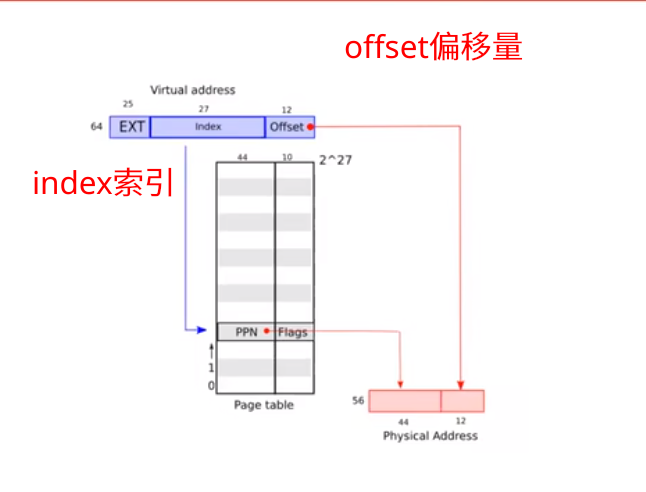 offset偏移量
Virtual address
25 27 12
64 EXT Index Offset
index索引
44 10 2^27
PPN Flags
1
0
Page table
56
44 12
Physical Address